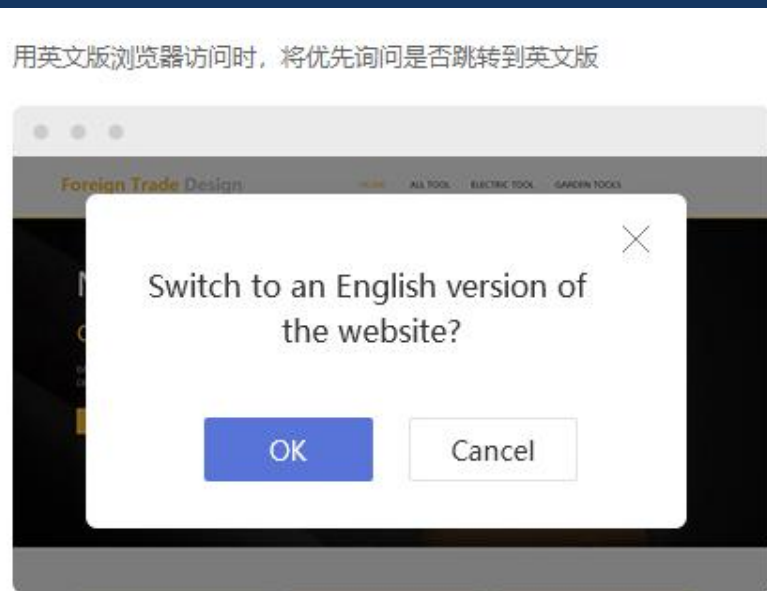 用英文版浏览器访问时，将优先询问是否跳转到英文版
Foreign Trade Design
HOME ALL TOOL ELECTRIC TOOL GARDEN TOOLS
Switch to an English version of
the website?
OK Cancel